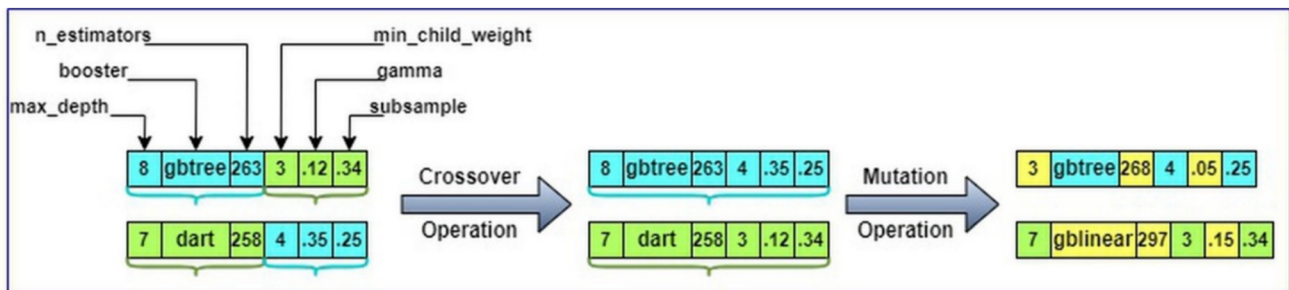 n_estimators min_child_weight
booster gamma
max_depth subsample
8 gbtree 263 3 .12 .34
7 dart 258 4 .35 .25
Crossover
Operation
8 gbtree 263 4 .35 .25
7 dart 258 3 .12 .34
Mutation
Operation
3 gbtree 268 4 .05 .25
7 gblinear 297 3 .15 .34